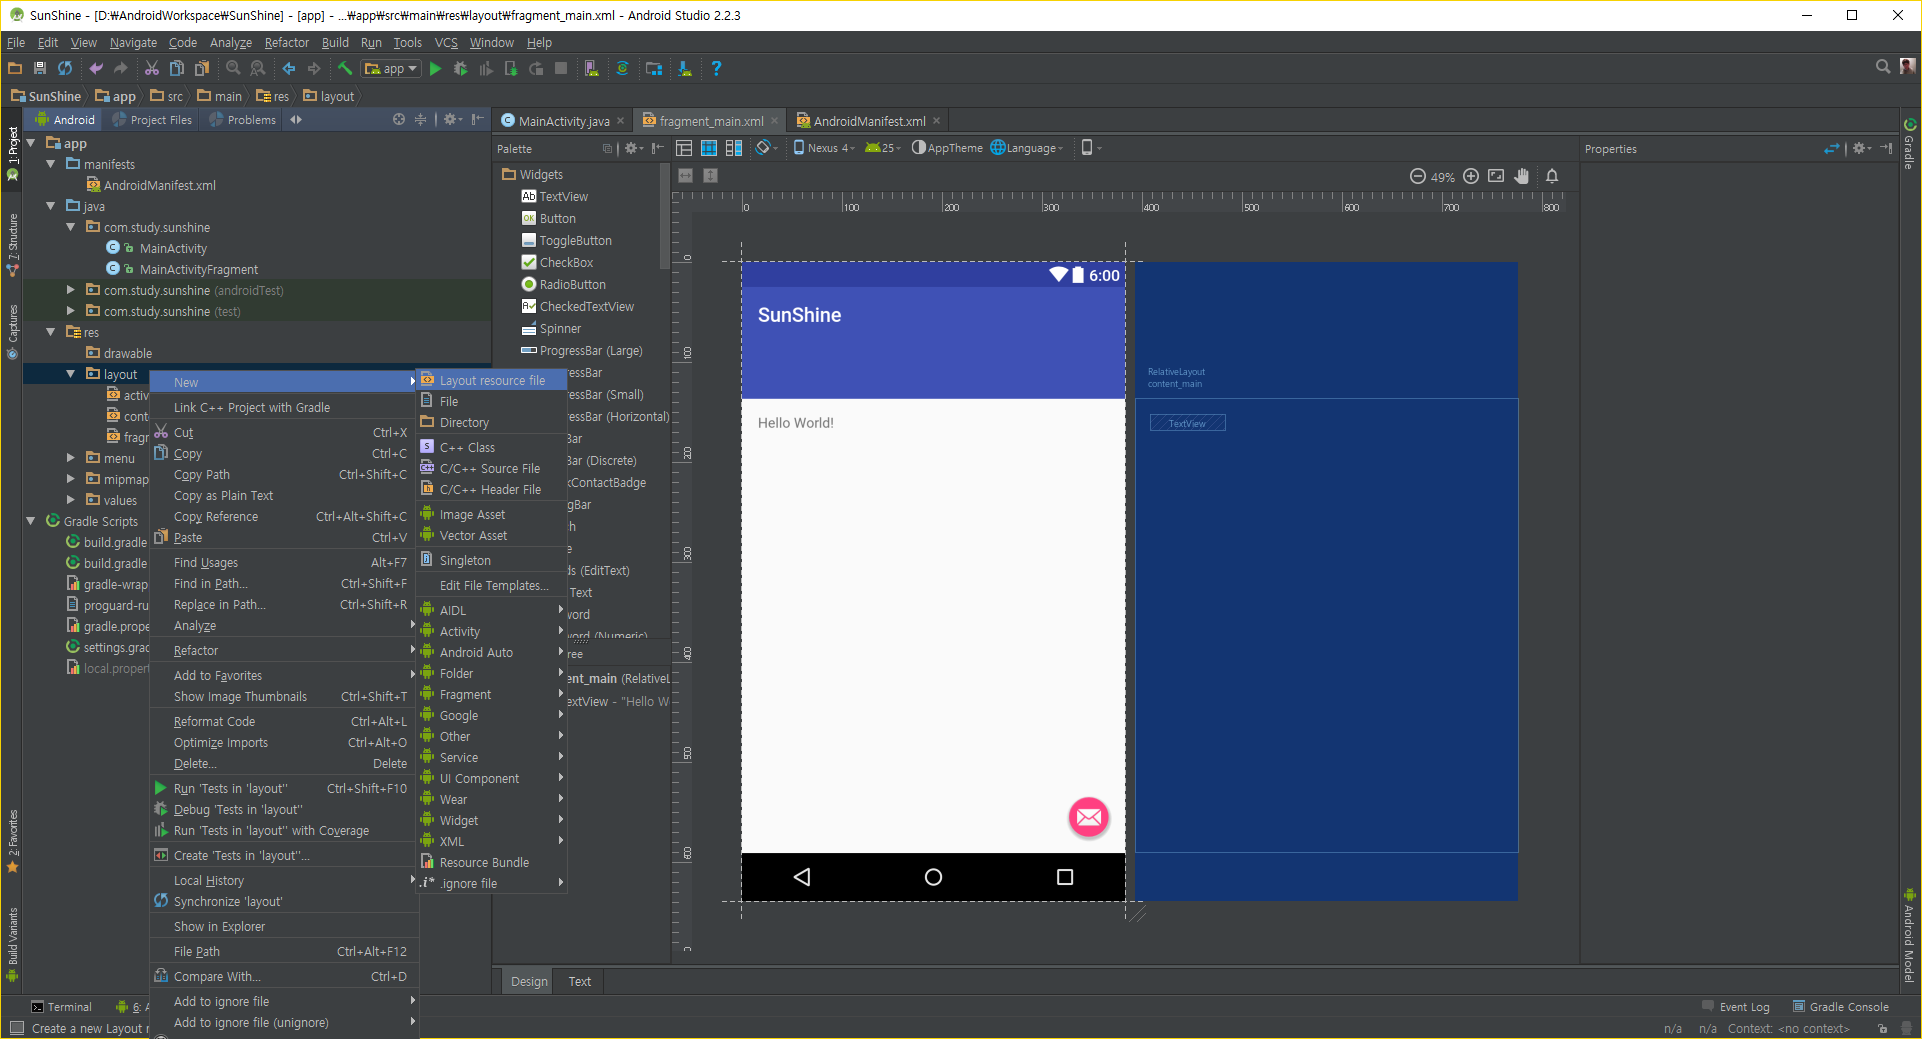 SunShine - [D:₩AndroidWorkspace₩SunShine] - [app] - ...₩app₩src₩main₩res₩layout₩fragment_main.xml - Android Studio 2.2.3
File Edit View Navigate Code Analyze Refactor Build Run Tools VCS Window Help
app
SunShine app src main res layout
Android Project Files Problems
MainActivity.java fragment_main.xml AndroidManifest.xml
1: Project
7: Structure
Captures
2: Favorites
Build Variants
app
manifests
AndroidManifest.xml
java
com.study.sunshine
MainActivity
MainActivityFragment
com.study.sunshine (androidTest)
com.study.sunshine (test)
res
drawable
layout
activ
cont
fragr
menu
mipmap
values
Gradle Scripts
build.gradle
build.gradle
gradle-wrap
proguard-ru
gradle.prope
settings.grad
local.propert
New
Link C++ Project with Gradle
Cut Ctrl+X
Copy Ctrl+C
Copy Path Ctrl+Shift+C
Copy as Plain Text
Copy Reference Ctrl+Alt+Shift+C
Paste Ctrl+V
Find Usages Alt+F7
Find in Path... Ctrl+Shift+F
Replace in Path... Ctrl+Shift+R
Analyze
Refactor
Add to Favorites
Show Image Thumbnails Ctrl+Shift+T
Reformat Code Ctrl+Alt+L
Optimize Imports Ctrl+Alt+O
Delete... Delete
Run 'Tests in 'layout'' Ctrl+Shift+F10
Debug 'Tests in 'layout''
Run 'Tests in 'layout'' with Coverage
Create 'Tests in 'layout''...
Local History
Synchronize 'layout'
Show in Explorer
File Path Ctrl+Alt+F12
Compare With... Ctrl+D
Add to ignore file
Add to ignore file (unignore)
Layout resource file
File
Directory
C++ Class
C/C++ Source File
C/C++ Header File
Image Asset
Vector Asset
Singleton
Edit File Templates...
AIDL
Activity
Android Auto
Folder
Fragment
Google
Other
Service
UI Component
Wear
Widget
XML
Resource Bundle
.ignore file
Palette
Widgets
TextView
Button
ToggleButton
CheckBox
RadioButton
CheckedTextView
Spinner
ProgressBar (Large)
essBar
essBar (Small)
essBar (Horizontal)
Bar
Bar (Discrete)
kContactBadge
gBar
h
e
ds (EditText)
Text
word
word (Numeric)
ree
ent_main (RelativeL
extView - "Hello W
Nexus 4 25 AppTheme Language
49%
0 100 200 300 400 500 600 700 800
0
100
200
300
400
500
600
0
6:00
SunShine
Hello World!
RelativeLayout
content_main
TextView
Properties
Gradle
Android Model
Design Text
Terminal 6: A
Event Log Gradle Console
Create a new Layout r
n/a n/a Context: <no context>